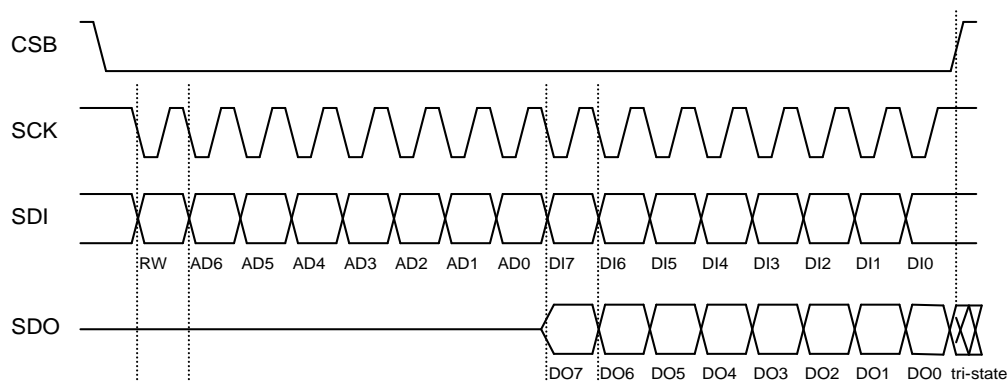 CSB
SCK
SDI
RW AD6 AD5 AD4 AD3 AD2 AD1 AD0 DI7 DI6 DI5 DI4 DI3 DI2 DI1 DI0
SDO
DO7 DO6 DO5 DO4 DO3 DO2 DO1 DO0 tri-state